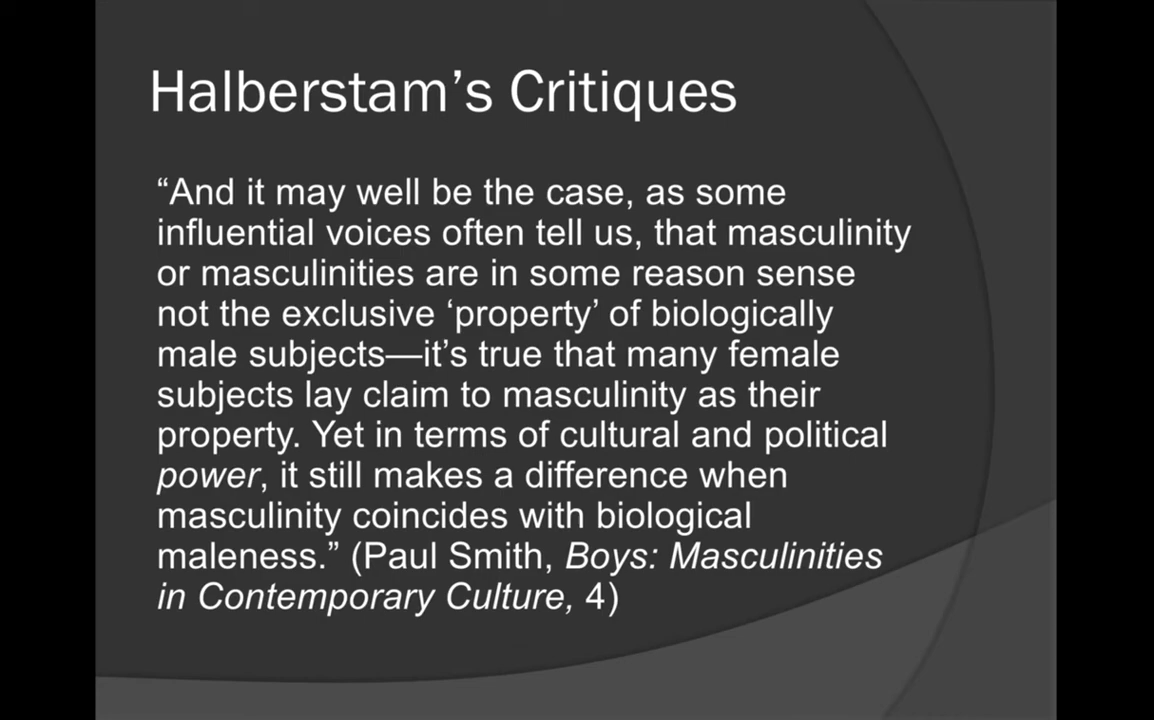 Halberstam’s Critiques
“And it may well be the case, as some
influential voices often tell us, that masculinity
or masculinities are in some reason sense
not the exclusive ‘property’ of biologically
male subjects—it’s true that many female
subjects lay claim to masculinity as their
property. Yet in terms of cultural and political
power, it still makes a difference when
masculinity coincides with biological
maleness.” (Paul Smith, Boys: Masculinities
in Contemporary Culture, 4)